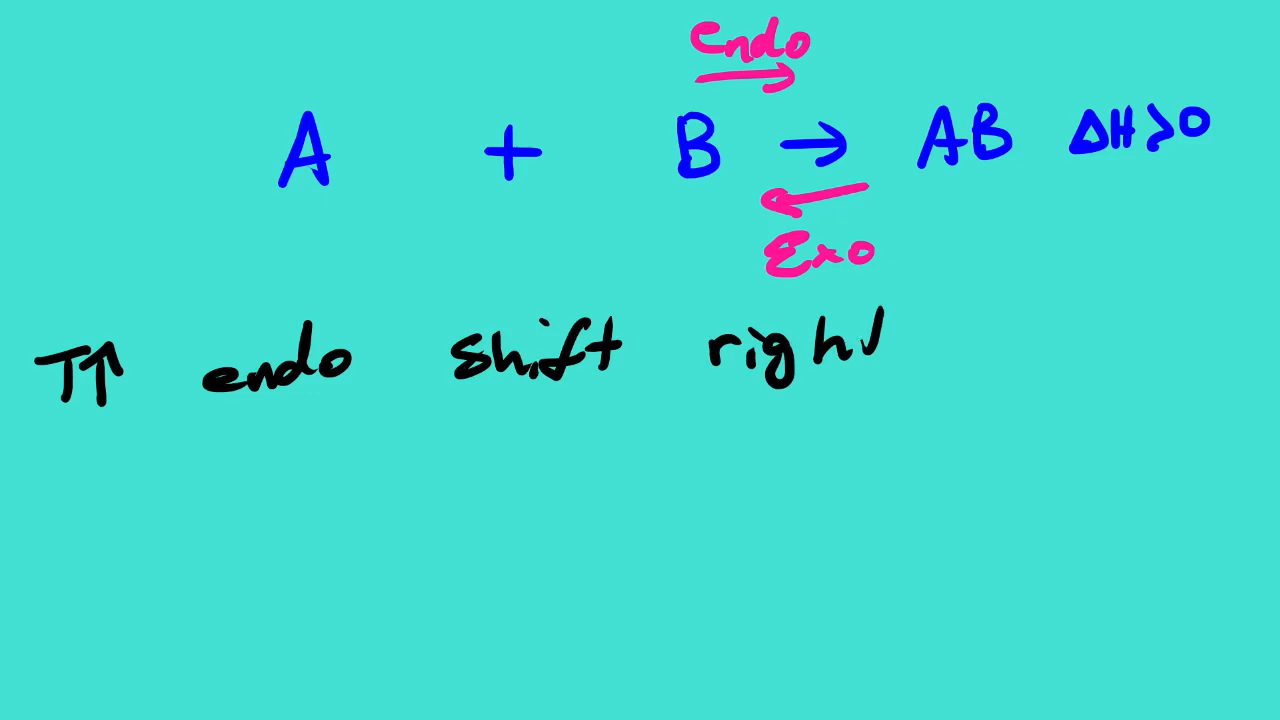 endo
A + B → AB ΔH>0
Exo
T↑ endo shift right